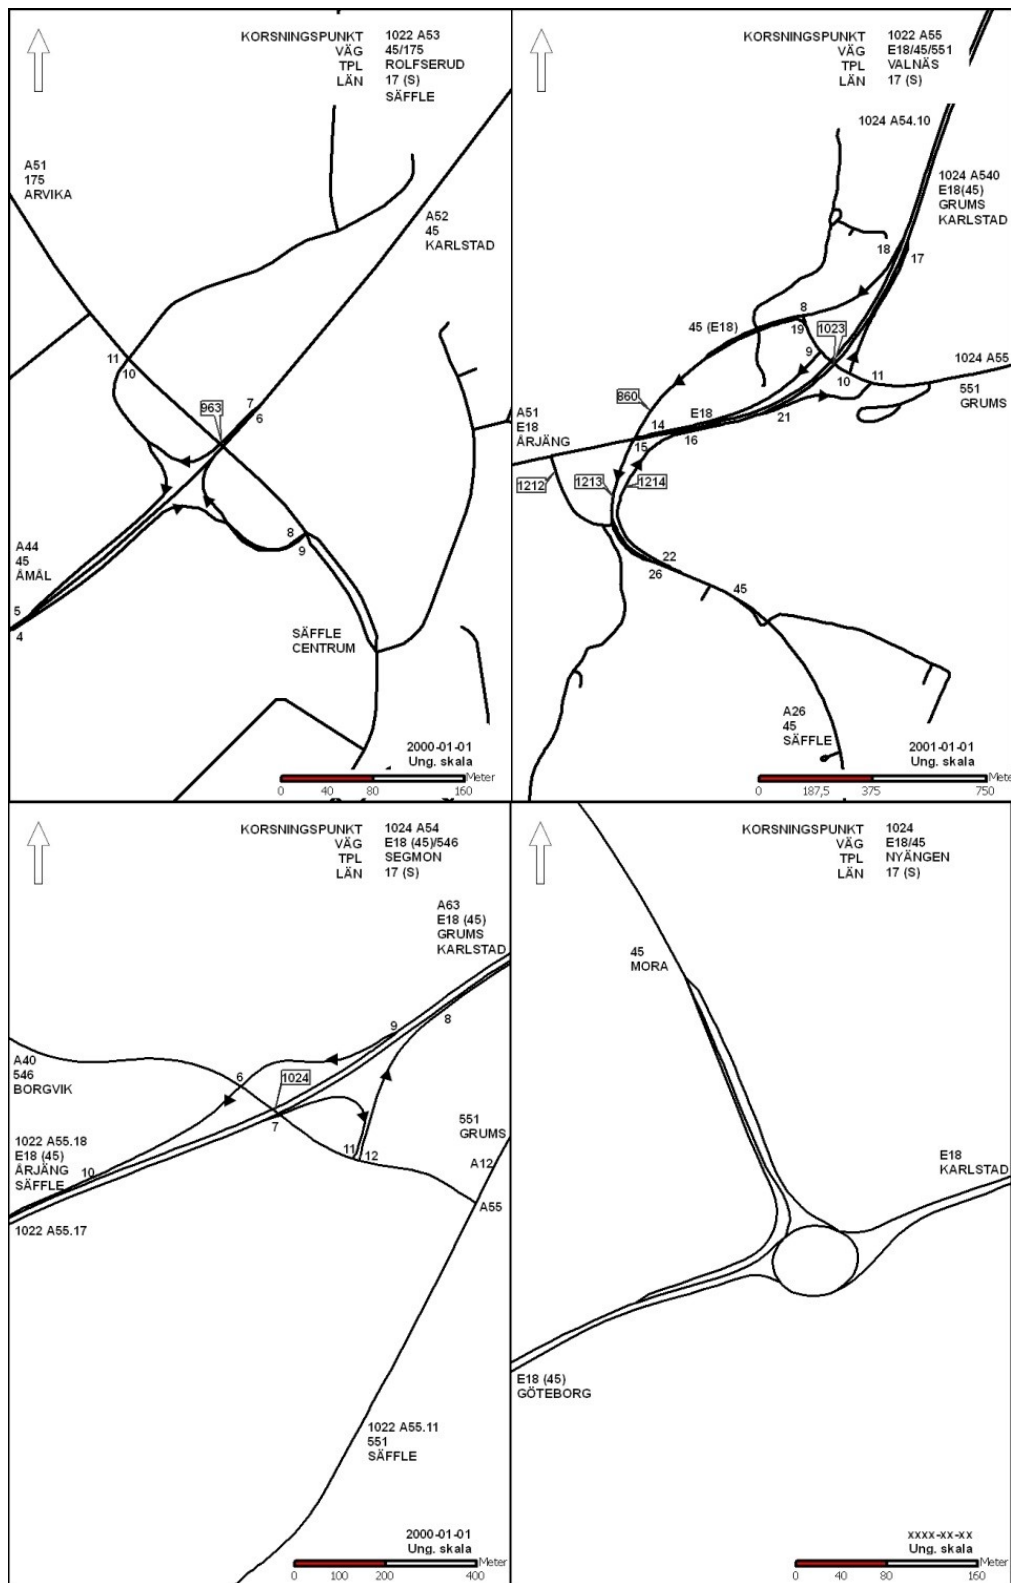 KORSNINGSPUNKT 1022 A53
VÄG 45/175
TPL ROLFSERUD
LÄN 17 (S)
SÄFFLE
A51
175
ARVIKA
A52
45
KARLSTAD
11
10
963
7
6
8
9
A44
45
ÅMÅL
5
4
SÄFFLE
CENTRUM
2000-01-01
Ung. skala
Meter
0 40 80 160
KORSNINGSPUNKT 1022 A55
VÄG E18/45/551
TPL VALNÄS
LÄN 17 (S)
1024 A54.10
1024 A540
E18(45)
GRUMS
KARLSTAD
18
17
8
45 (E18)
19
1023
9
1024 A55
10
11
551
GRUMS
860
A51
E18
ÅRJÄNG
E18
21
14
15
16
1212
1213
1214
22
26
45
A26
45
SÄFFLE
2001-01-01
Ung. skala
Mete
0 187,5 375 750
KORSNINGSPUNKT 1024 A54
VÄG E18 (45)/546
TPL SEGMON
LÄN 17 (S)
A63
E18 (45)
GRUMS
KARLSTAD
9
8
A40
546
BORGVIK
6
1024
7
551
GRUMS
1022 A55.18
E18 (45)
ÅRJÄNG
SÄFFLE
10
11
12
A12
A55
1022 A55.17
1022 A55.11
551
SÄFFLE
2000-01-01
Ung. skala
Meter
0 100 200 400
KORSNINGSPUNKT 1024
VÄG E18/45
TPL NYÄNGEN
LÄN 17 (S)
45
MORA
E18
KARLSTAD
E18 (45)
GÖTEBORG
xxxx-xx-xx
Ung. skala
Meter
0 40 80 160